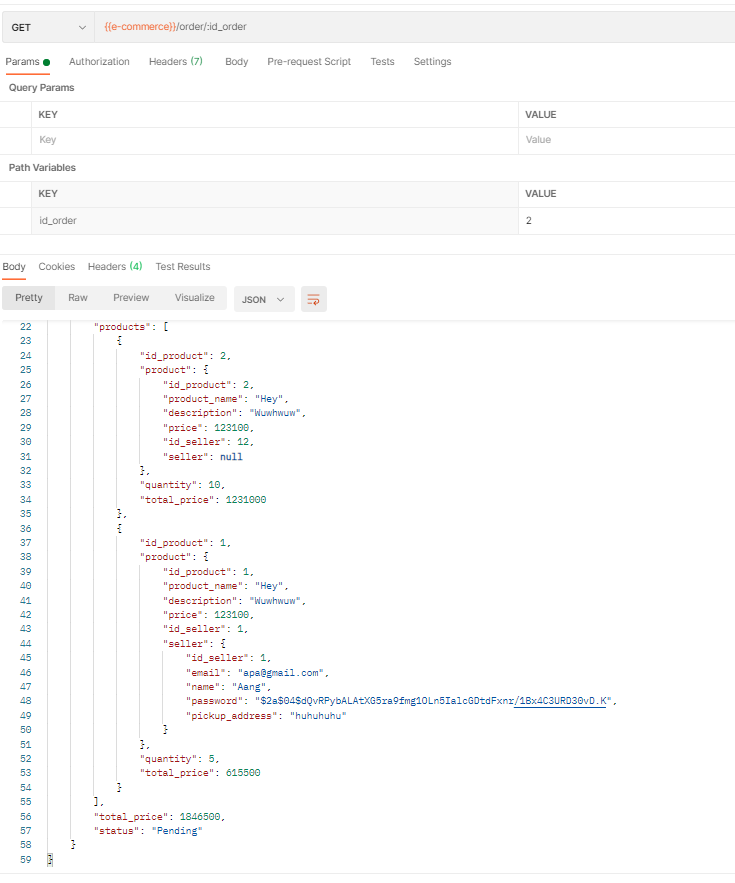 GET {{e-commerce}}/order/:id_order
Params Authorization Headers (7) Body Pre-request Script Tests Settings
Query Params
KEY VALUE
Key Value
Path Variables
KEY VALUE
id_order 2
Body Cookies Headers (4) Test Results
Pretty Raw Preview Visualize JSON
22 "products": [
23 {
24 "id_product": 2,
25 "product": {
26 "id_product": 2,
27 "product_name": "Hey",
28 "description": "Wuwhwuw",
29 "price": 123100,
30 "id_seller": 12,
31 "seller": null
32 },
33 "quantity": 10,
34 "total_price": 1231000
35 },
36 {
37 "id_product": 1,
38 "product": {
39 "id_product": 1,
40 "product_name": "Hey",
41 "description": "Wuwhwuw",
42 "price": 123100,
43 "id_seller": 1,
44 "seller": {
45 "id_seller": 1,
46 "email": "apa@gmail.com",
47 "name": "Aang",
48 "password": "$2a$04$dQvRPybALAtXG5ra9fmg1OLn5IalcGDtdFxnr/1Bx4C3URD30vD.K",
49 "pickup_address": "huhuhuhu"
50 }
51 },
52 "quantity": 5,
53 "total_price": 615500
54 }
55 ],
56 "total_price": 1846500,
57 "status": "Pending"
58 }
59 }